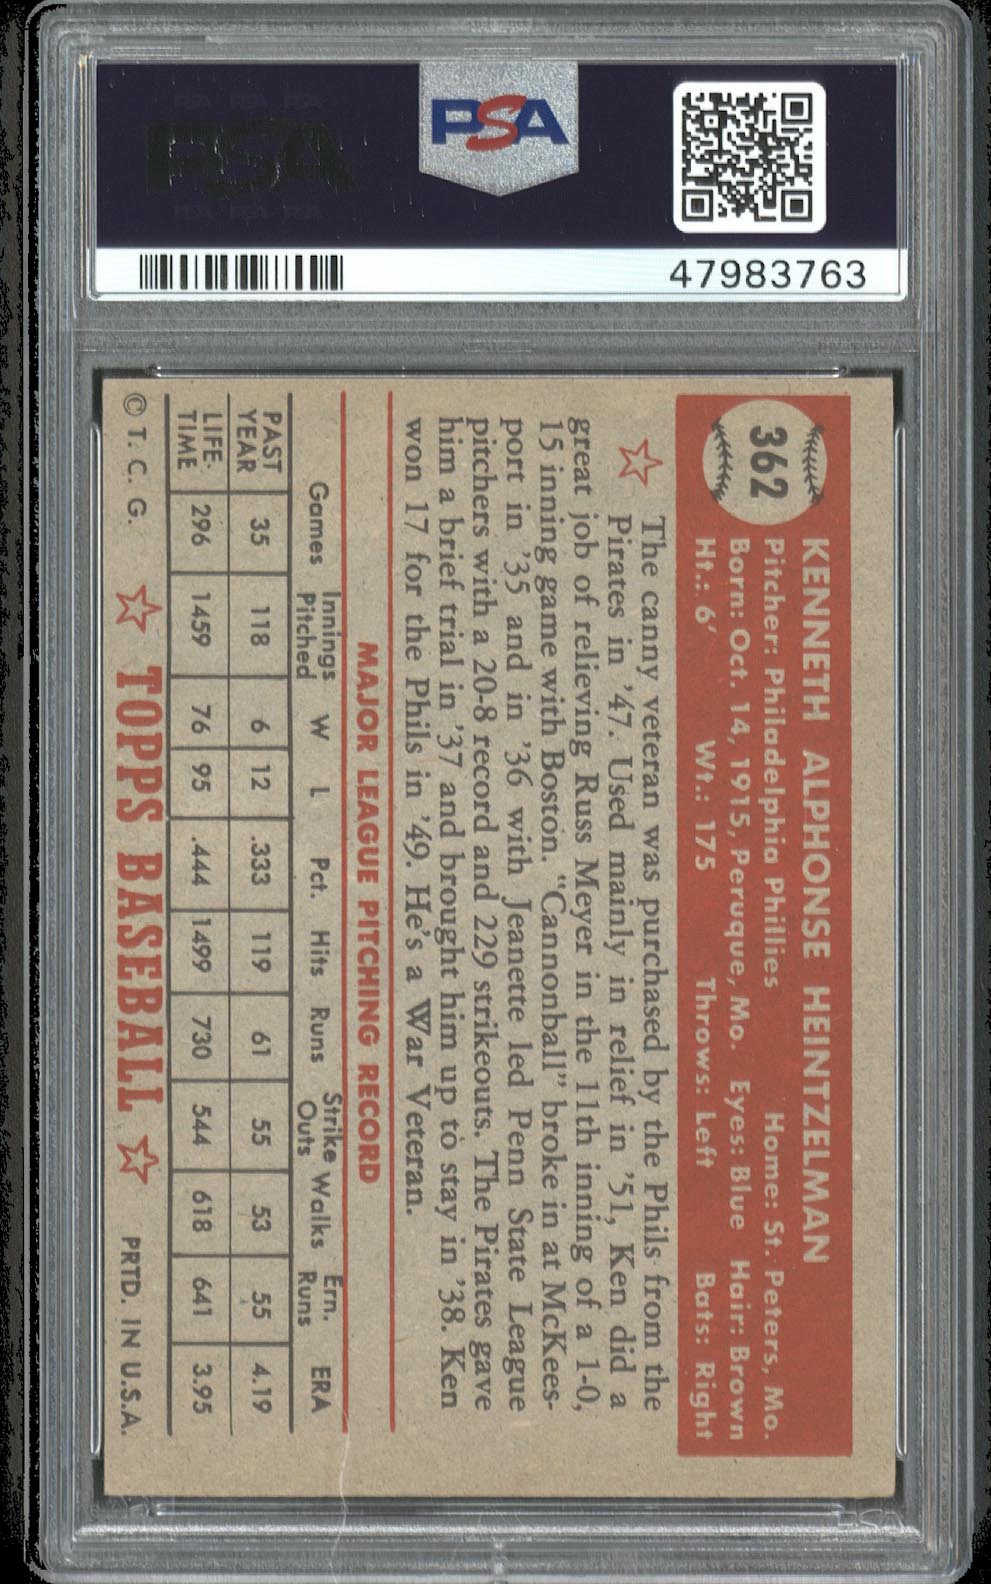 PSA
47983763
362
KENNETH ALPHONSE HEINTZELMAN
Pitcher: Philadelphia Phillies Home: St. Peters, Mo.
Born: Oct. 14, 1915, Peruque, Mo. Eyes: Blue Hair: Brown
Ht.: 6' Wt.: 175 Throws: Left Bats: Right
The canny veteran was purchased by the Phils from the
Pirates in '47. Used mainly in relief in '51, Ken did a
great job of relieving Russ Meyer in the 11th inning of a 1-0,
15 inning game with Boston. "Cannonball" broke in at McKees-
port in '35 and in '36 with Jeanette led Penn State League
pitchers with a 20-8 record and 229 strikeouts. The Pirates gave
him a brief trial in '37 and brought him up to stay in '38. Ken
won 17 for the Phils in '49. He's a War Veteran.
MAJOR LEAGUE PITCHING RECORD
Games Innings Pitched W L Pct. Hits Runs Strike Outs Walks Ern. Runs ERA
PAST YEAR 35 118 6 12 .333 119 61 55 53 55 4.19
LIFE-TIME 296 1459 76 95 .444 1499 730 544 618 641 3.95
© T. C. G. TOPPS BASEBALL PRTD. IN U.S.A.